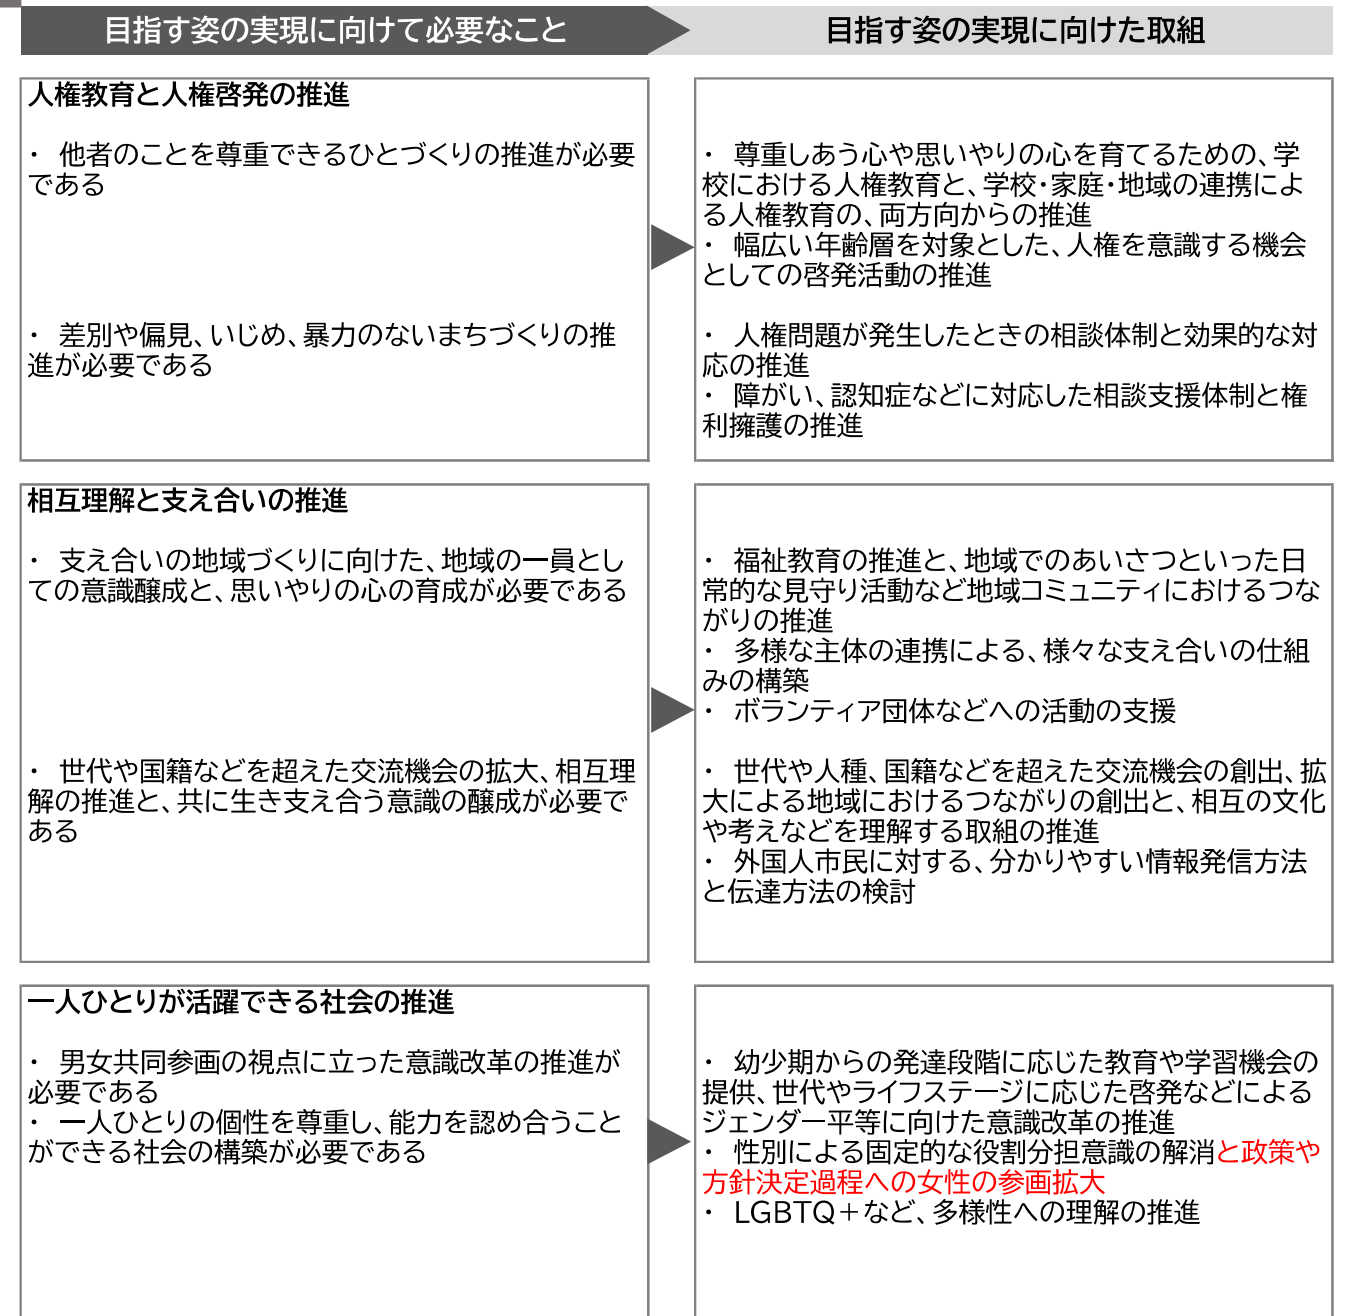 目指す姿の実現に向けて必要なこと
目指す姿の実現に向けた取組
人権教育と人権啓発の推進
・ 他者のことを尊重できるひとづくりの推進が必要
である
・ 差別や偏見、いじめ、暴力のないまちづくりの推
進が必要である
・ 尊重しあう心や思いやりの心を育てるための、学
校における人権教育と、学校・家庭・地域の連携によ
る人権教育の、両方向からの推進
・ 幅広い年齢層を対象とした、人権を意識する機会
としての啓発活動の推進
・ 人権問題が発生したときの相談体制と効果的な対
応の推進
・ 障がい、認知症などに対応した相談支援体制と権
利擁護の推進
相互理解と支え合いの推進
・ 支え合いの地域づくりに向けた、地域の一員とし
ての意識醸成と、思いやりの心の育成が必要である
・ 世代や国籍などを超えた交流機会の拡大、相互理
解の推進と、共に生き支え合う意識の醸成が必要で
ある
・ 福祉教育の推進と、地域でのあいさつといった日
常的な見守り活動など地域コミュニティにおけるつな
がりの推進
・ 多様な主体の連携による、様々な支え合いの仕組
みの構築
・ ボランティア団体などへの活動の支援
・ 世代や人種、国籍などを超えた交流機会の創出、拡
大による地域におけるつながりの創出と、相互の文化
や考えなどを理解する取組の推進
・ 外国人市民に対する、分かりやすい情報発信方法
と伝達方法の検討
一人ひとりが活躍できる社会の推進
・ 男女共同参画の視点に立った意識改革の推進が
必要である
・ 一人ひとりの個性を尊重し、能力を認め合うこと
ができる社会の構築が必要である
・ 幼少期からの発達段階に応じた教育や学習機会の
提供、世代やライフステージに応じた啓発などによる
ジェンダー平等に向けた意識改革の推進
・ 性別による固定的な役割分担意識の解消と政策や
方針決定過程への女性の参画拡大
・ LGBTQ＋など、多様性への理解の推進